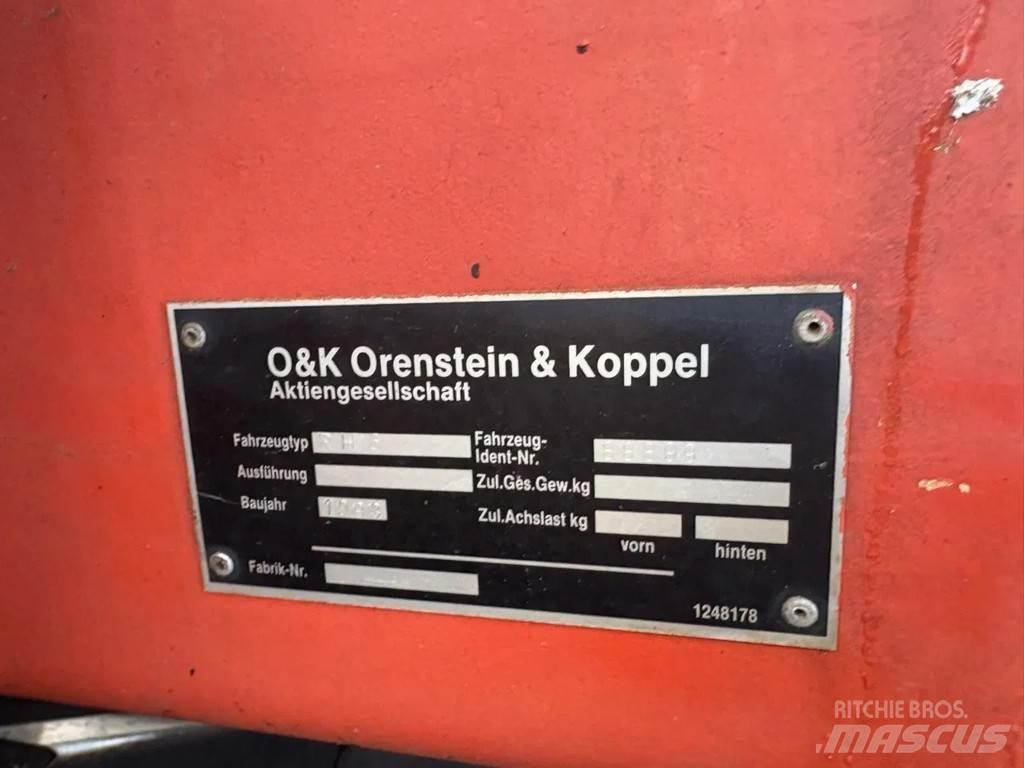 O&K Orenstein & Koppel
Aktiengesellschaft
Fahrzeugtyp
Fahrzeug-
Ident-Nr.
Ausführung
Zul.Ges.Gew.kg
Baujahr
Zul.Achslast kg
vorn hinten
Fabrik-Nr.
1248178
RITCHIE BROS.
MASCUS